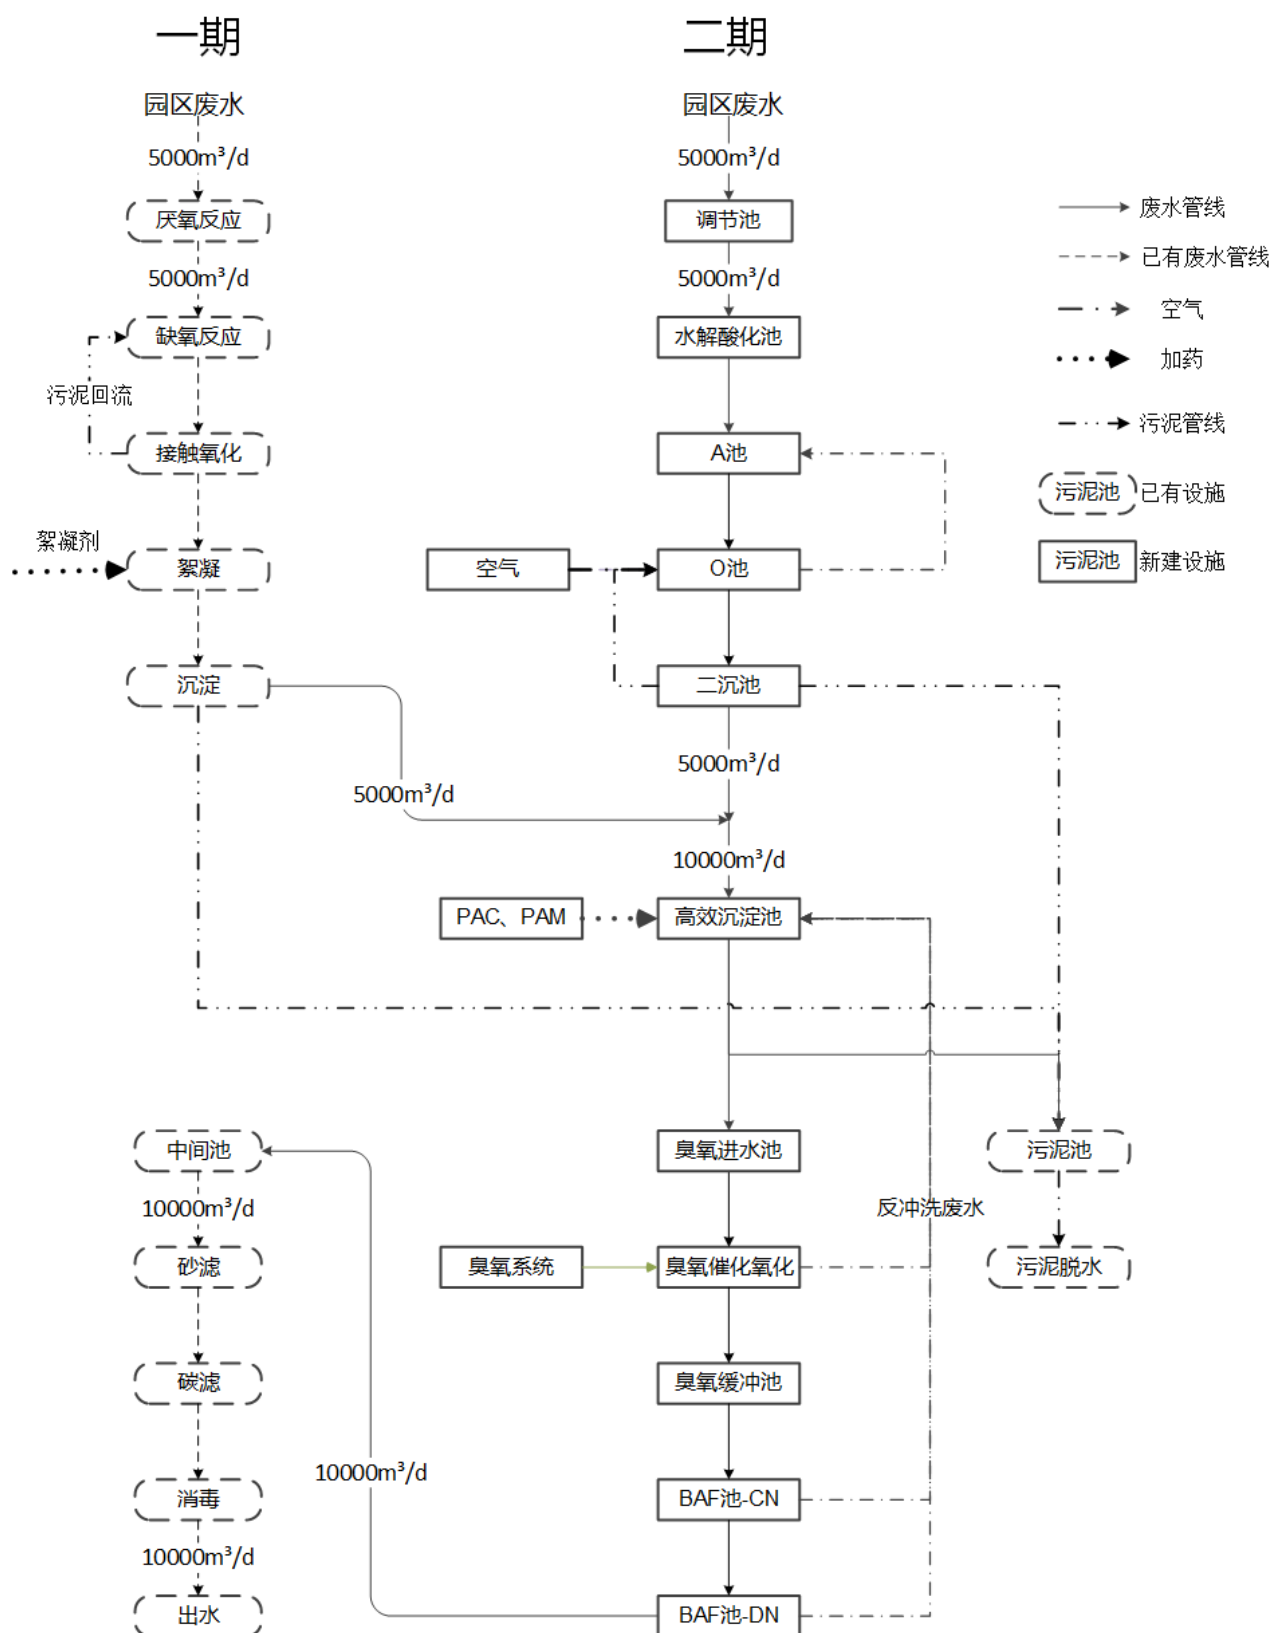 一期
二期
园区废水
园区废水
5000m³/d
5000m³/d
厌氧反应
调节池
废水管线
已有废水管线
5000m³/d
5000m³/d
空气
缺氧反应
水解酸化池
加药
污泥回流
污泥管线
接触氧化
A池
污泥池
已有设施
絮凝剂
絮凝
空气
O池
污泥池
新建设施
沉淀
二沉池
5000m³/d
5000m³/d
10000m³/d
PAC、PAM
高效沉淀池
中间池
臭氧进水池
污泥池
10000m³/d
反冲洗废水
砂滤
臭氧系统
臭氧催化氧化
污泥脱水
碳滤
臭氧缓冲池
10000m³/d
消毒
BAF池-CN
10000m³/d
出水
BAF池-DN